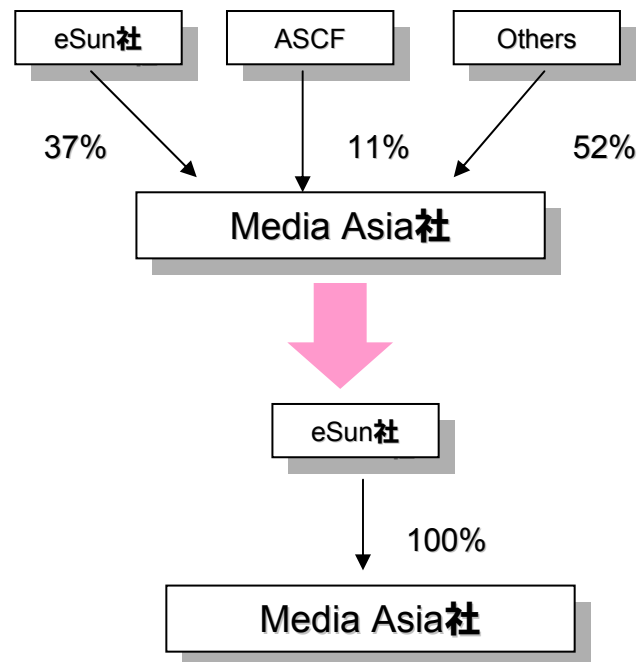 eSun社
ASCF
Others
37%
11%
52%
Media Asia社
eSun社
100%
Media Asia社